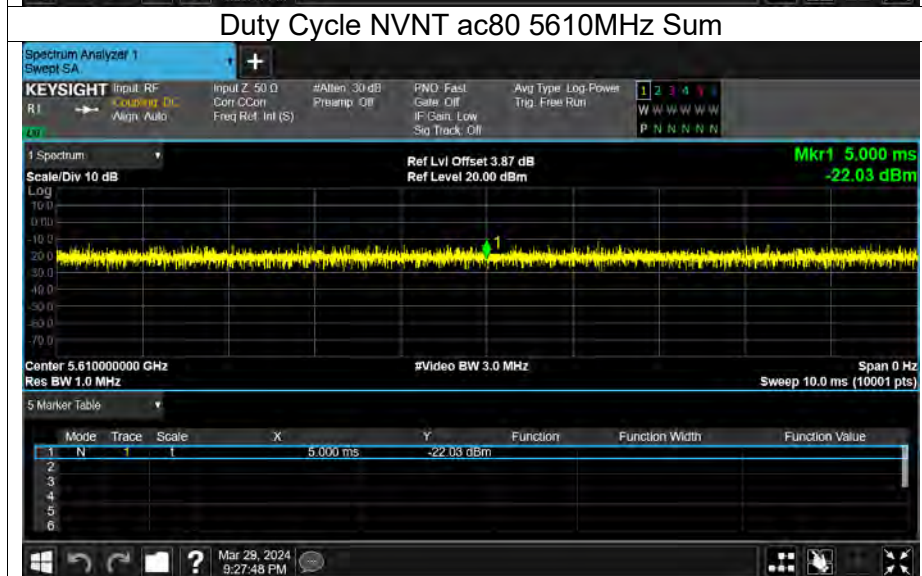 Duty Cycle NVNT ac80 5610MHz Sum
Spectrum Analyzer 1
Swept SA
+
KEYSIGHT Input: RF Input Z: 50 Ω #Atten: 30 dB PNO: Fast Avg Type: Log-Power 1 2 3 4 5 6
R L Coupling: DC Corr CCorr Preamp: Off Gate: Off Trig: Free Run W W W W W W
Align: Auto Freq Ref: Int (S) IF Gain: Low
Sig Track: Off P N N N N N
1 Spectrum Ref Lvl Offset 3.87 dB Mkr1 5.000 ms
Scale/Div 10 dB Ref Level 20.00 dBm -22.03 dBm
Log
10.0
0.00
-10.0
-20.0
-30.0
-40.0
-50.0
-60.0
-70.0
1
Center 5.610000000 GHz #Video BW 3.0 MHz Span 0 Hz
Res BW 1.0 MHz Sweep 10.0 ms (10001 pts)
5 Marker Table
Mode Trace Scale X Y Function Function Width Function Value
1 N 1 t 5.000 ms -22.03 dBm
2
3
4
5
6
? Mar 29, 2024
9:27:48 PM